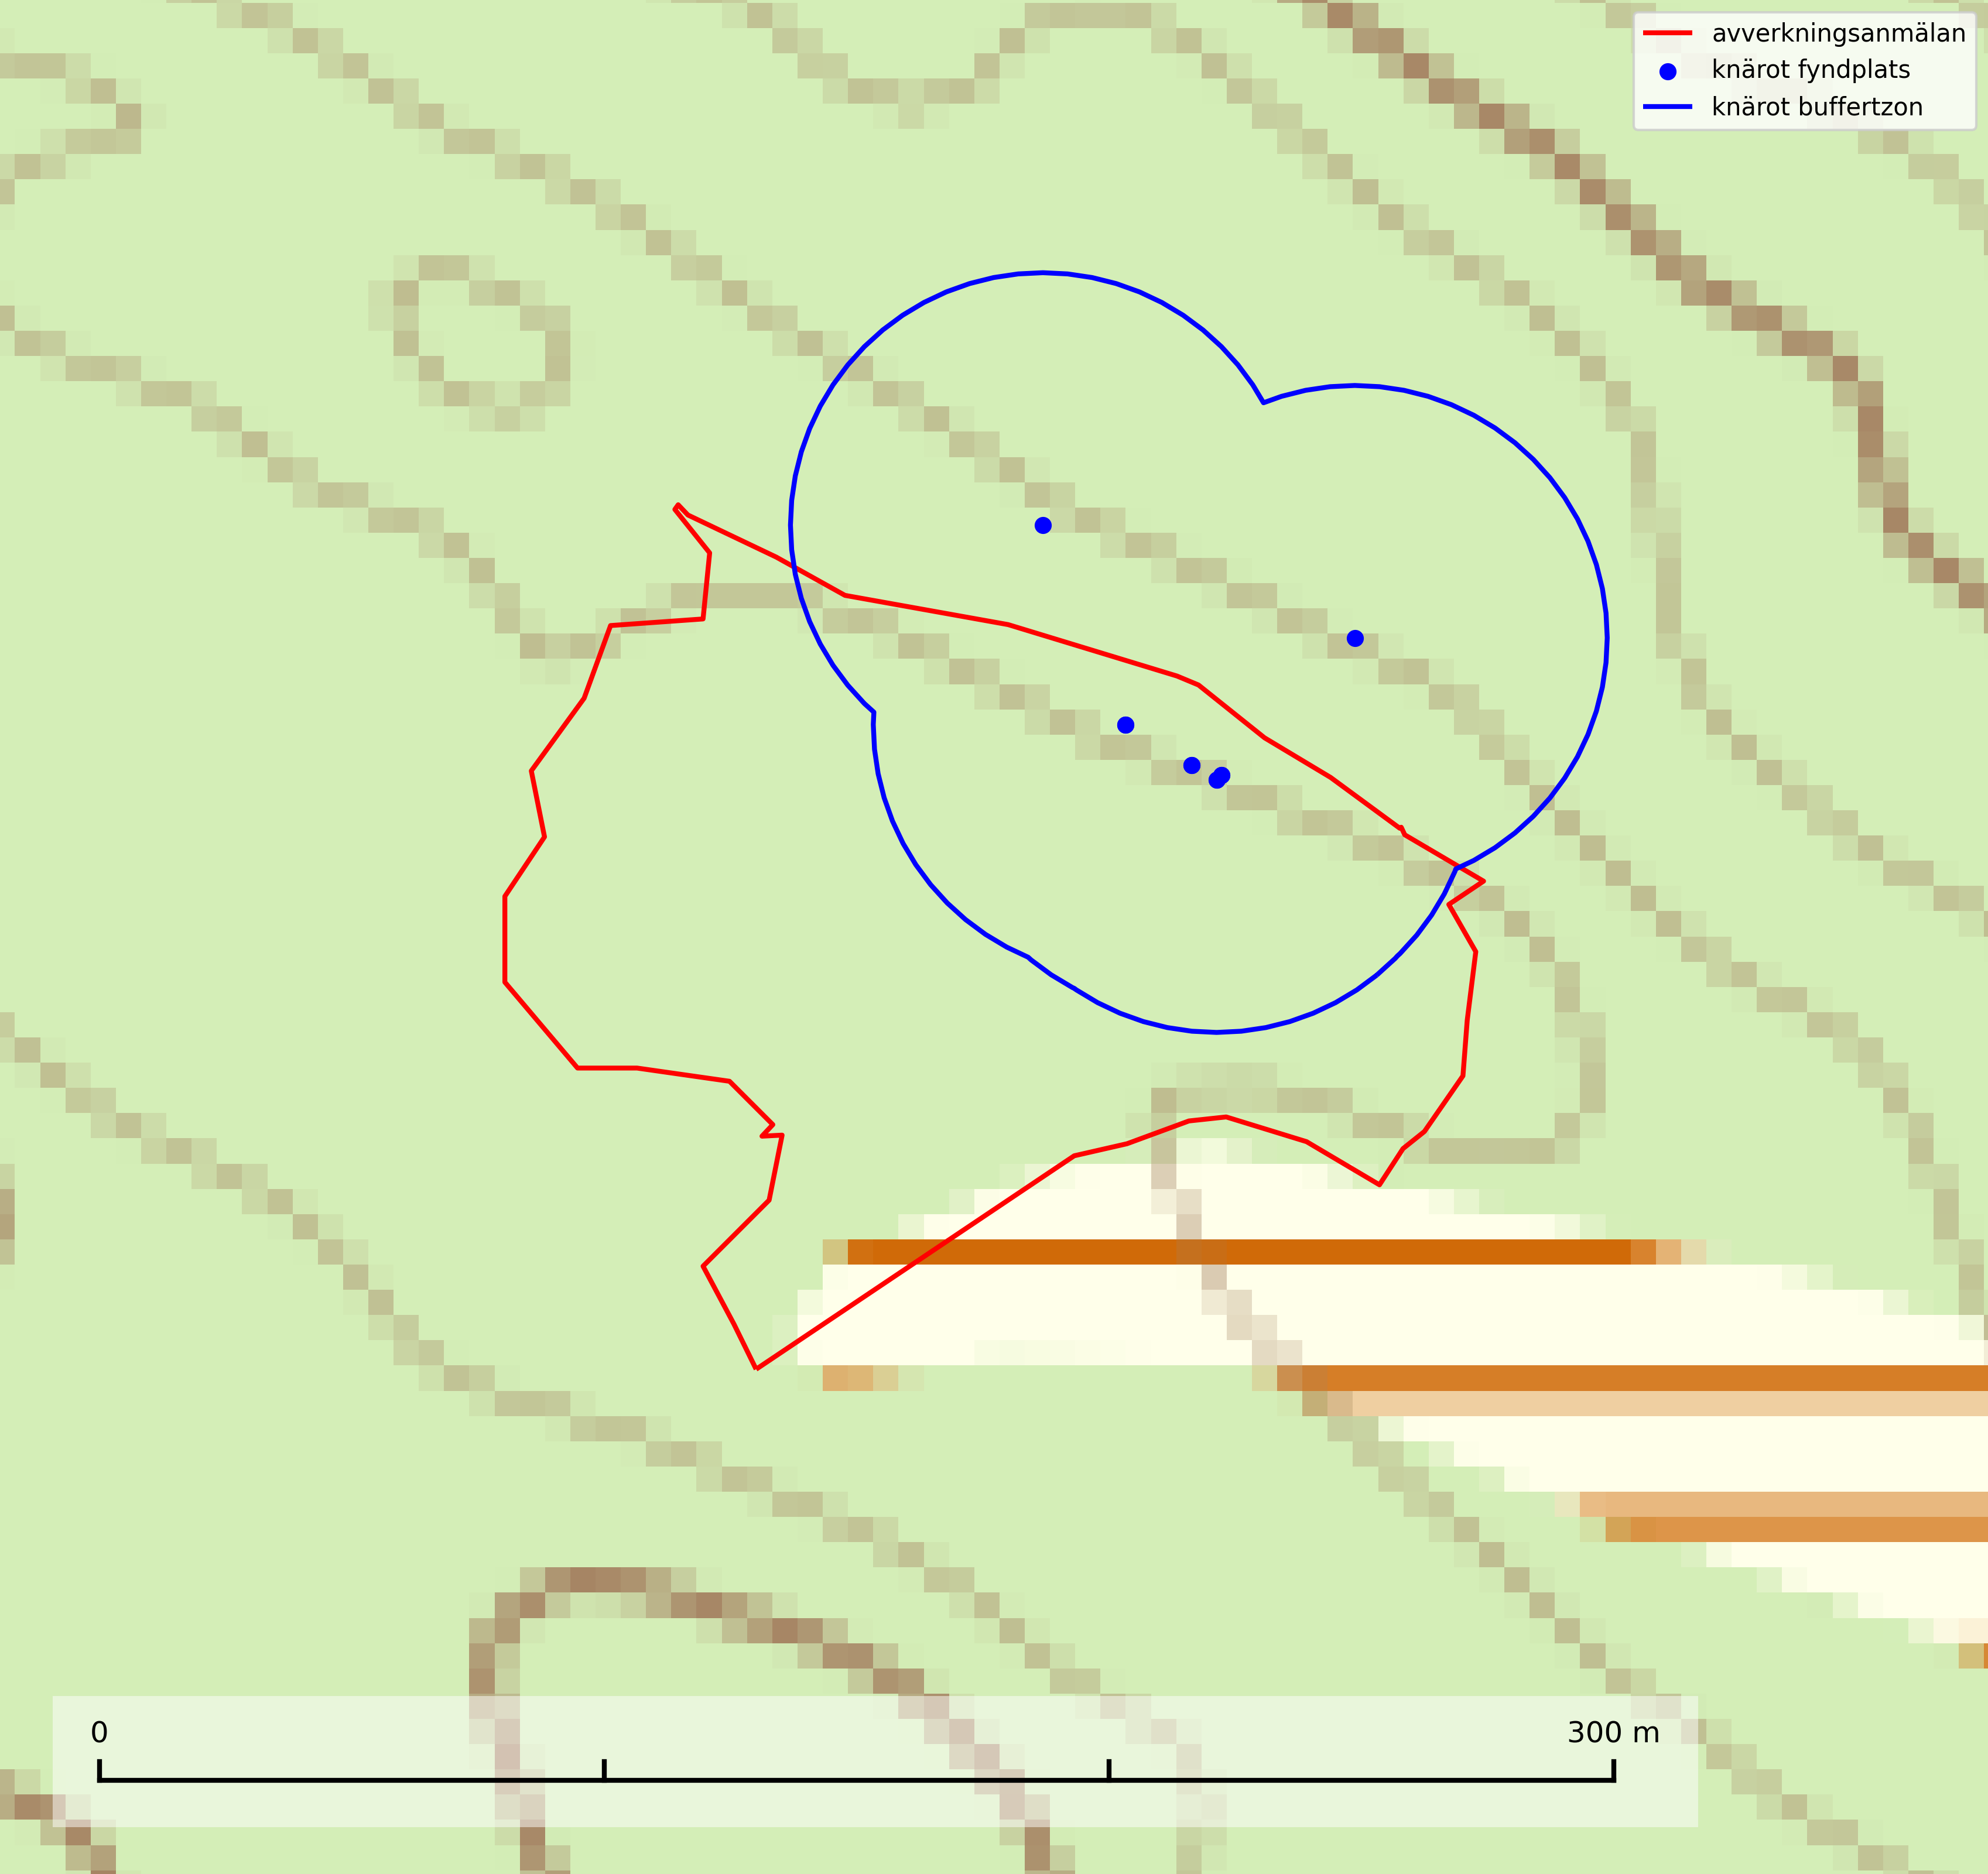 avverkningsanmälan
knärot fyndplats
knärot buffertzon
0
300 m